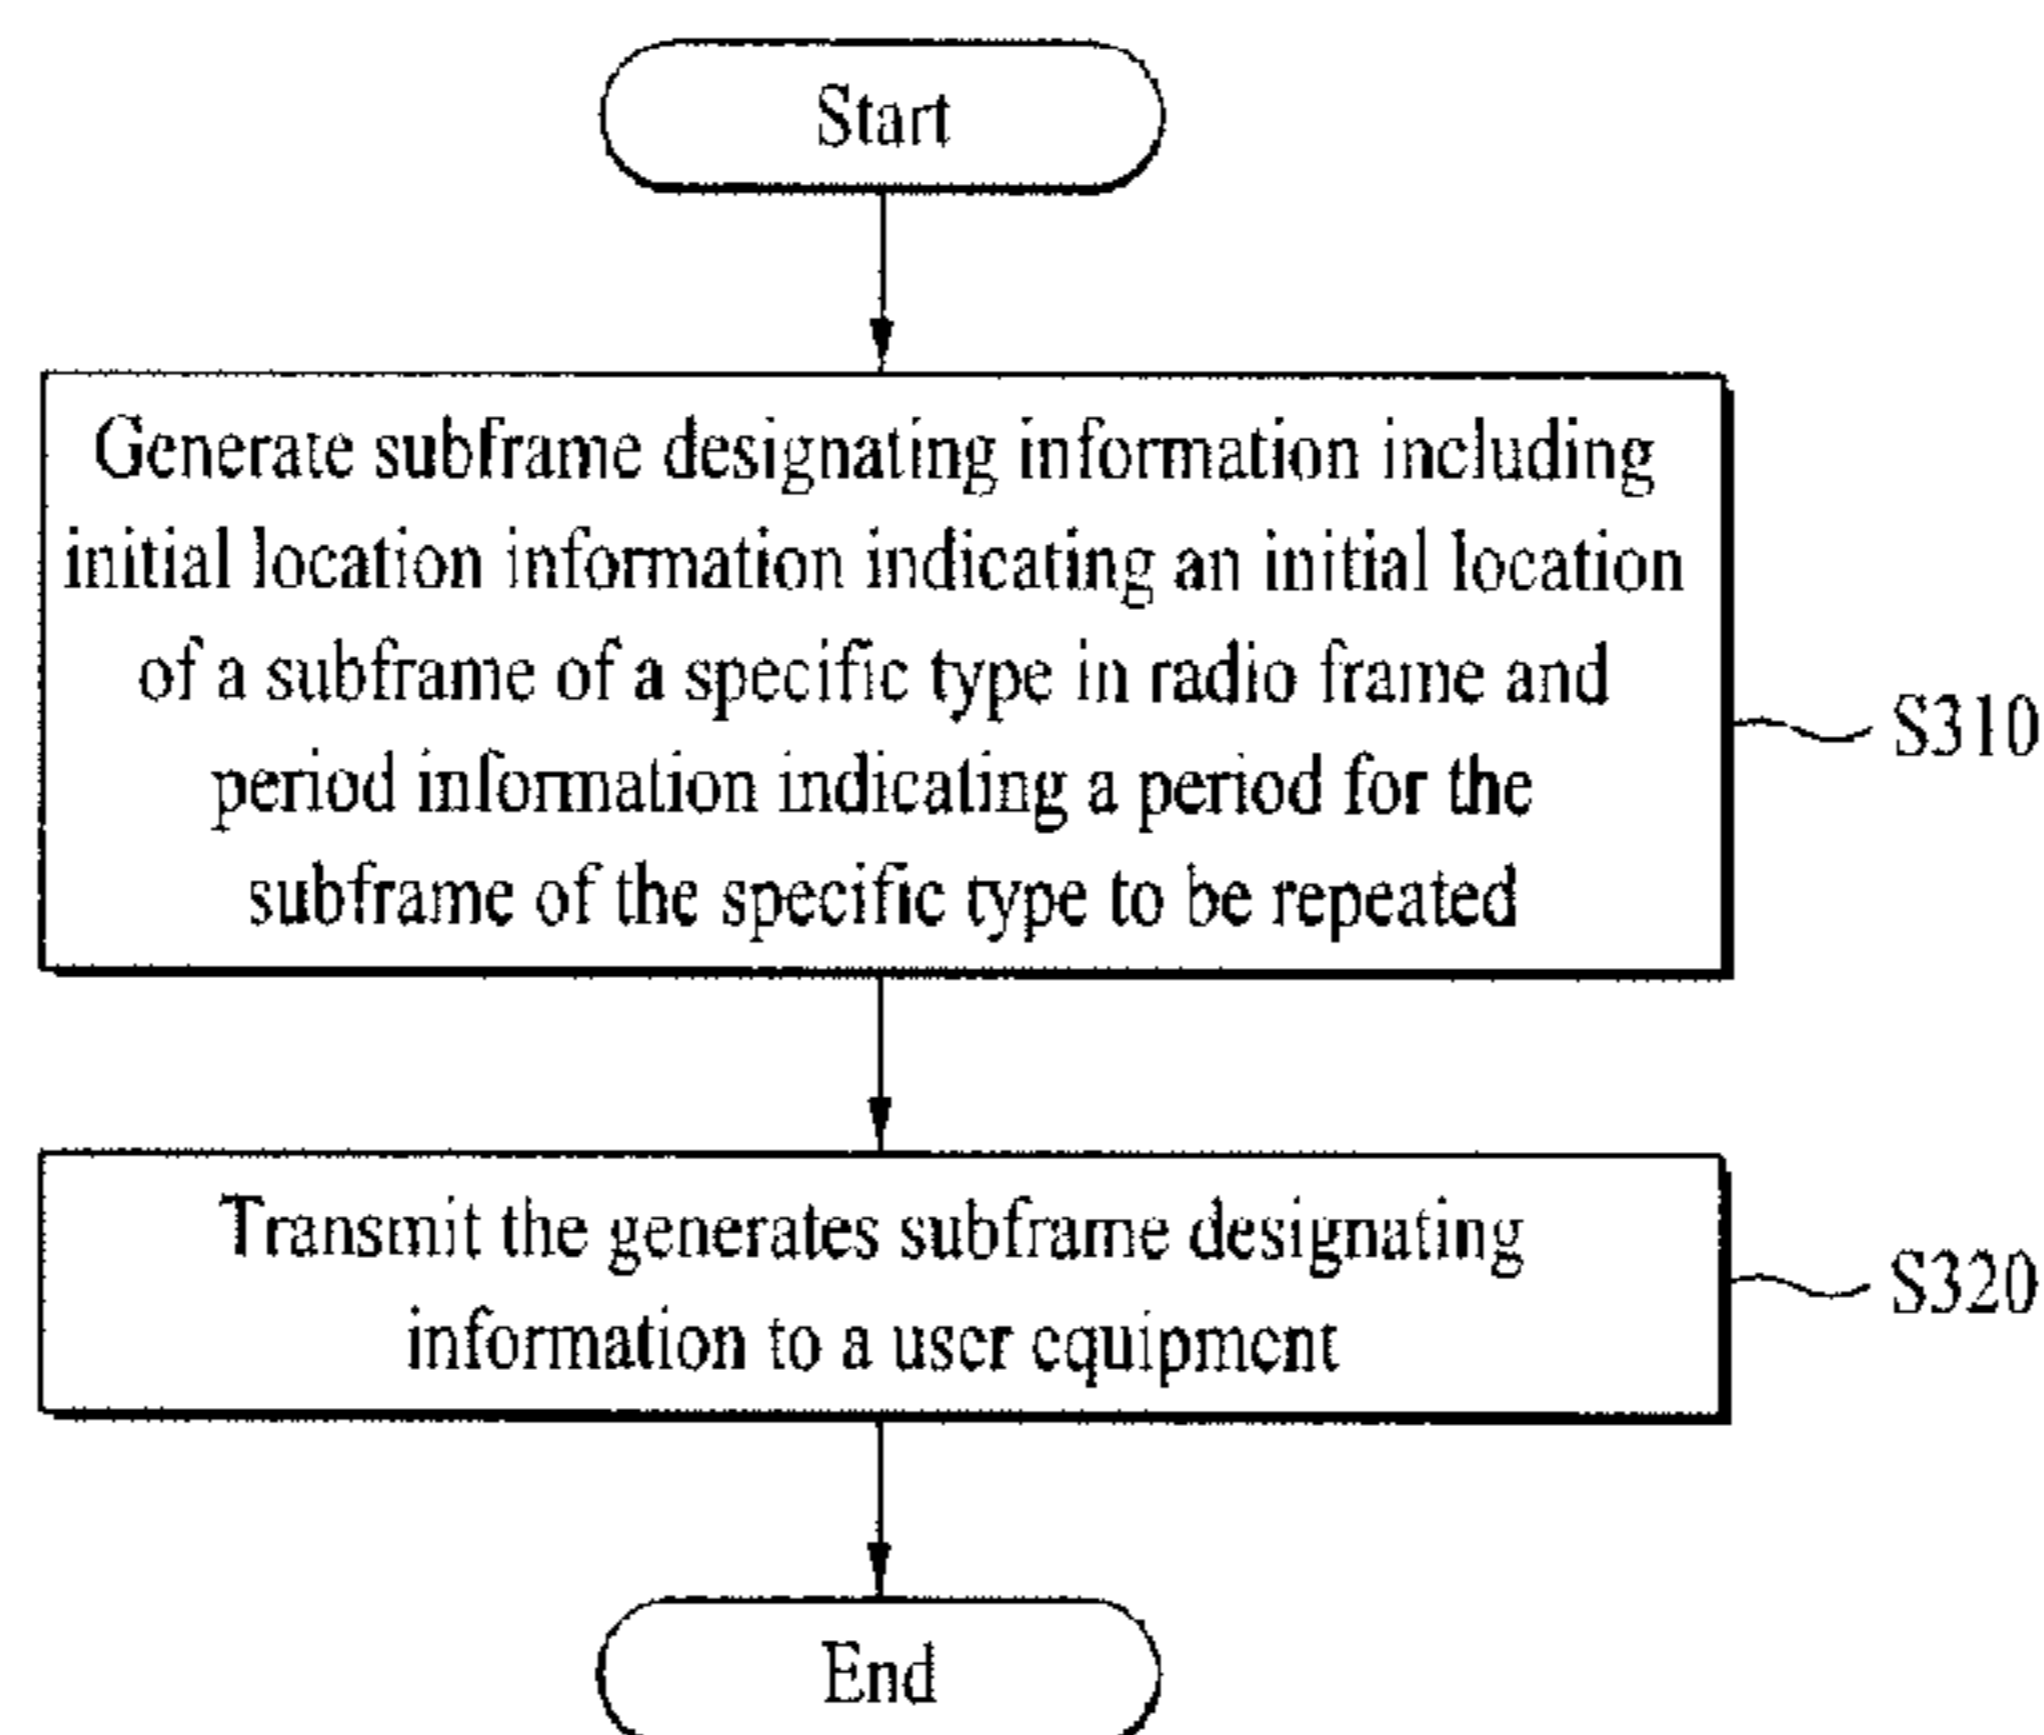 Start
Generate subframe designating information including
initial location information indicating an initial location
of a subframe of a specific type in radio frame and
period information indicating a period for the
subframe of the specific type to be repeated
S310
Transmit the generates subframe designating
information to a user equipment
S320
End